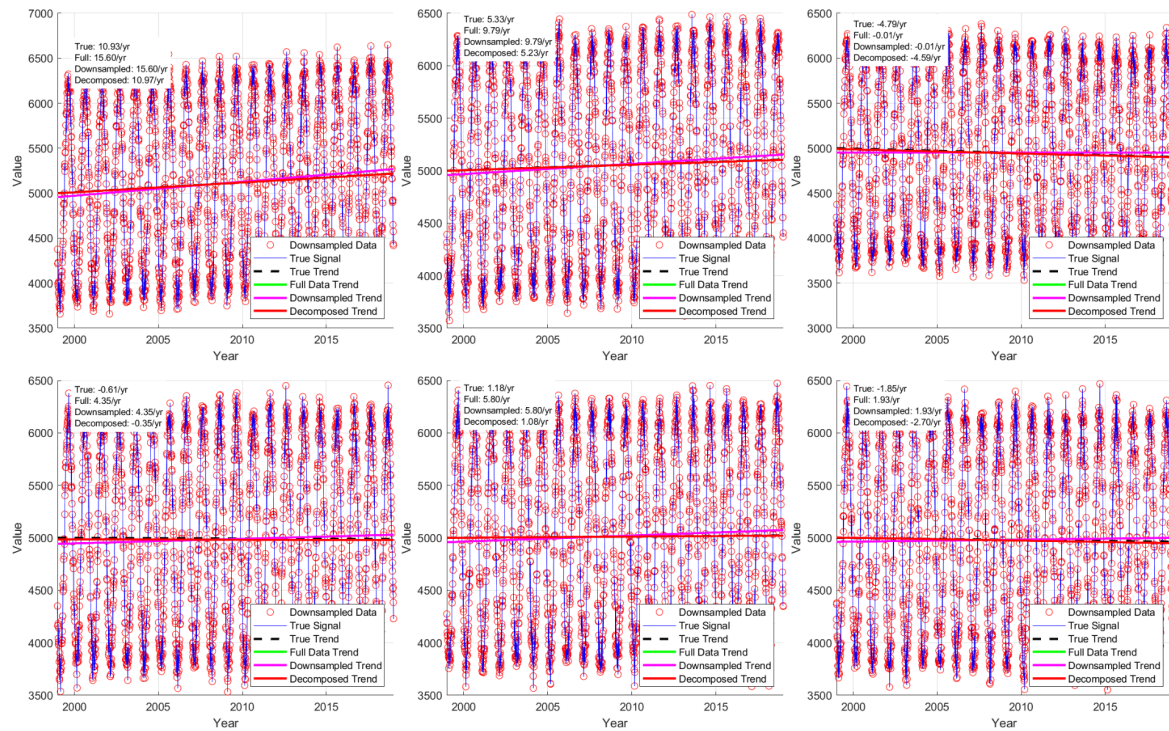 True: 10.93/yr
Full: 15.60/yr
Downsampled: 15.60/yr
Decomposed: 10.97/yr
7000
6500
6000
5500
5000
4500
4000
3500
Value
2000
2005
2010
2015
Year
Downsampled Data
True Signal
True Trend
Full Data Trend
Downsampled Trend
Decomposed Trend
True: 5.33/yr
Full: 9.79/yr
Downsampled: 9.79/yr
Decomposed: 5.23/yr
6500
6000
5500
5000
4500
4000
3500
Value
2000
2005
2010
2015
Year
Downsampled Data
True Signal
True Trend
Full Data Trend
Downsampled Trend
Decomposed Trend
True: -4.79/yr
Full: -0.01/yr
Downsampled: -0.01/yr
Decomposed: -4.59/yr
6500
6000
5500
5000
4500
4000
3500
3000
Value
2000
2005
2010
2015
Year
Downsampled Data
True Signal
True Trend
Full Data Trend
Downsampled Trend
Decomposed Trend
True: -0.61/yr
Full: 4.35/yr
Downsampled: 4.35/yr
Decomposed: -0.35/yr
6500
6000
5500
5000
4500
4000
3500
Value
2000
2005
2010
2015
Year
Downsampled Data
True Signal
True Trend
Full Data Trend
Downsampled Trend
Decomposed Trend
True: 1.18/yr
Full: 5.80/yr
Downsampled: 5.80/yr
Decomposed: 1.08/yr
6500
6000
5500
5000
4500
4000
3500
Value
2000
2005
2010
2015
Year
Downsampled Data
True Signal
True Trend
Full Data Trend
Downsampled Trend
Decomposed Trend
True: -1.85/yr
Full: 1.93/yr
Downsampled: 1.93/yr
Decomposed: -2.70/yr
6500
6000
5500
5000
4500
4000
3500
Value
2000
2005
2010
2015
Year
Downsampled Data
True Signal
True Trend
Full Data Trend
Downsampled Trend
Decomposed Trend